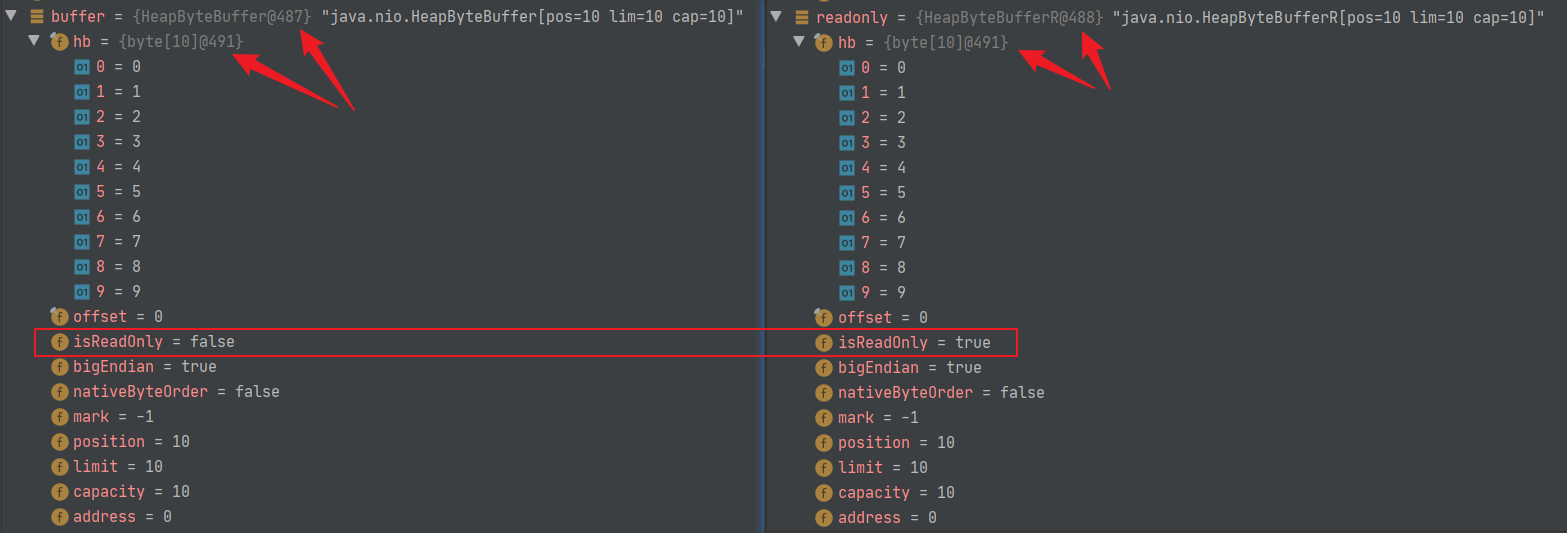 buffer = {HeapByteBuffer@487} "java.nio.HeapByteBuffer[pos=10 lim=10 cap=10]"
f hb = {byte[10]@491}
01 0 = 0
01 1 = 1
01 2 = 2
01 3 = 3
01 4 = 4
01 5 = 5
01 6 = 6
01 7 = 7
01 8 = 8
01 9 = 9
f offset = 0
f isReadOnly = false
f bigEndian = true
f nativeByteOrder = false
f mark = -1
f position = 10
f limit = 10
f capacity = 10
f address = 0
readonly = {HeapByteBufferR@488} "java.nio.HeapByteBufferR[pos=10 lim=10 cap=10]"
f hb = {byte[10]@491}
01 0 = 0
01 1 = 1
01 2 = 2
01 3 = 3
01 4 = 4
01 5 = 5
01 6 = 6
01 7 = 7
01 8 = 8
01 9 = 9
f offset = 0
f isReadOnly = true
f bigEndian = true
f nativeByteOrder = false
f mark = -1
f position = 10
f limit = 10
f capacity = 10
f address = 0